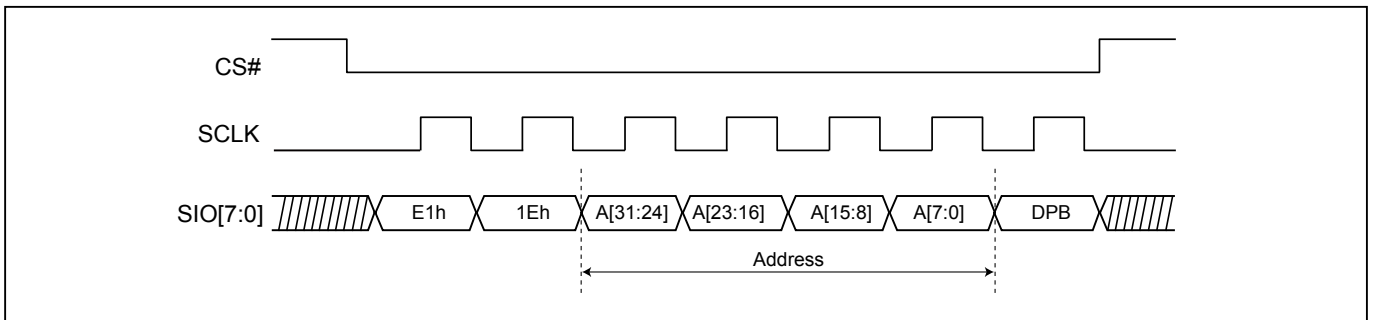 CS#
SCLK
SIO[7:0] E1h 1Eh A[31:24] A[23:16] A[15:8] A[7:0] DPB
Address